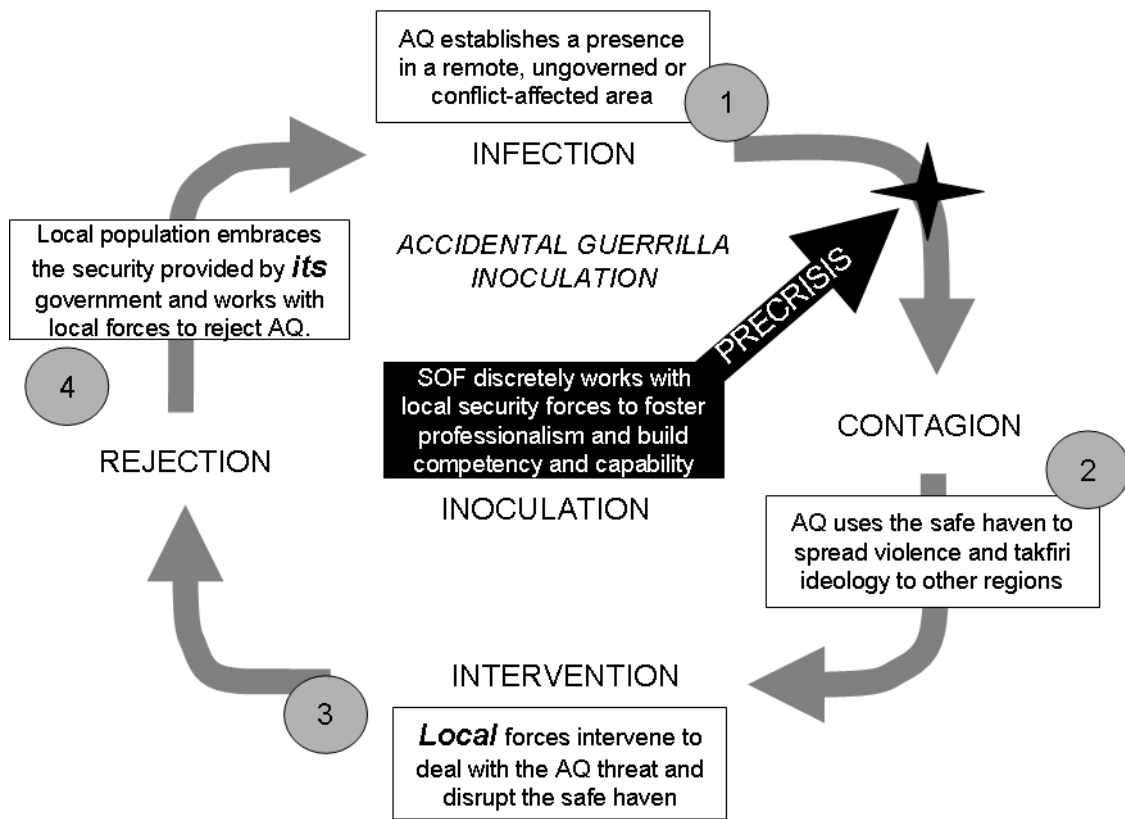 AQ establishes a presence
in a remote, ungoverned or
conflict-affected area
1
INFECTION
ACCIDENTAL GUERRILLA
INOCULATION
PRECRISIS
SOF discretely works with
local security forces to foster
professionalism and build
competency and capability
INOCULATION
CONTAGION
2
AQ uses the safe haven to
spread violence and takfiri
ideology to other regions
INTERVENTION
3
Local forces intervene to
deal with the AQ threat and
disrupt the safe haven
Local population embraces
the security provided by its
government and works with
local forces to reject AQ.
4
REJECTION